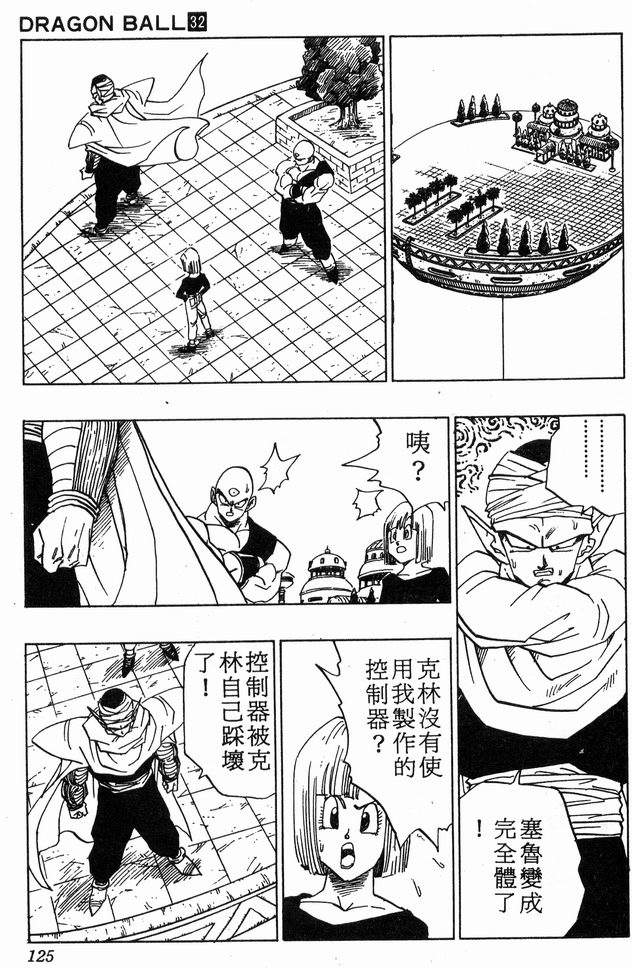 DRAGON BALL 32
…………
塞魯變成
完全體了
！
咦？
克林沒有使
用我製作的
控制器？
控制器被克
林自己踩壞
了！
125